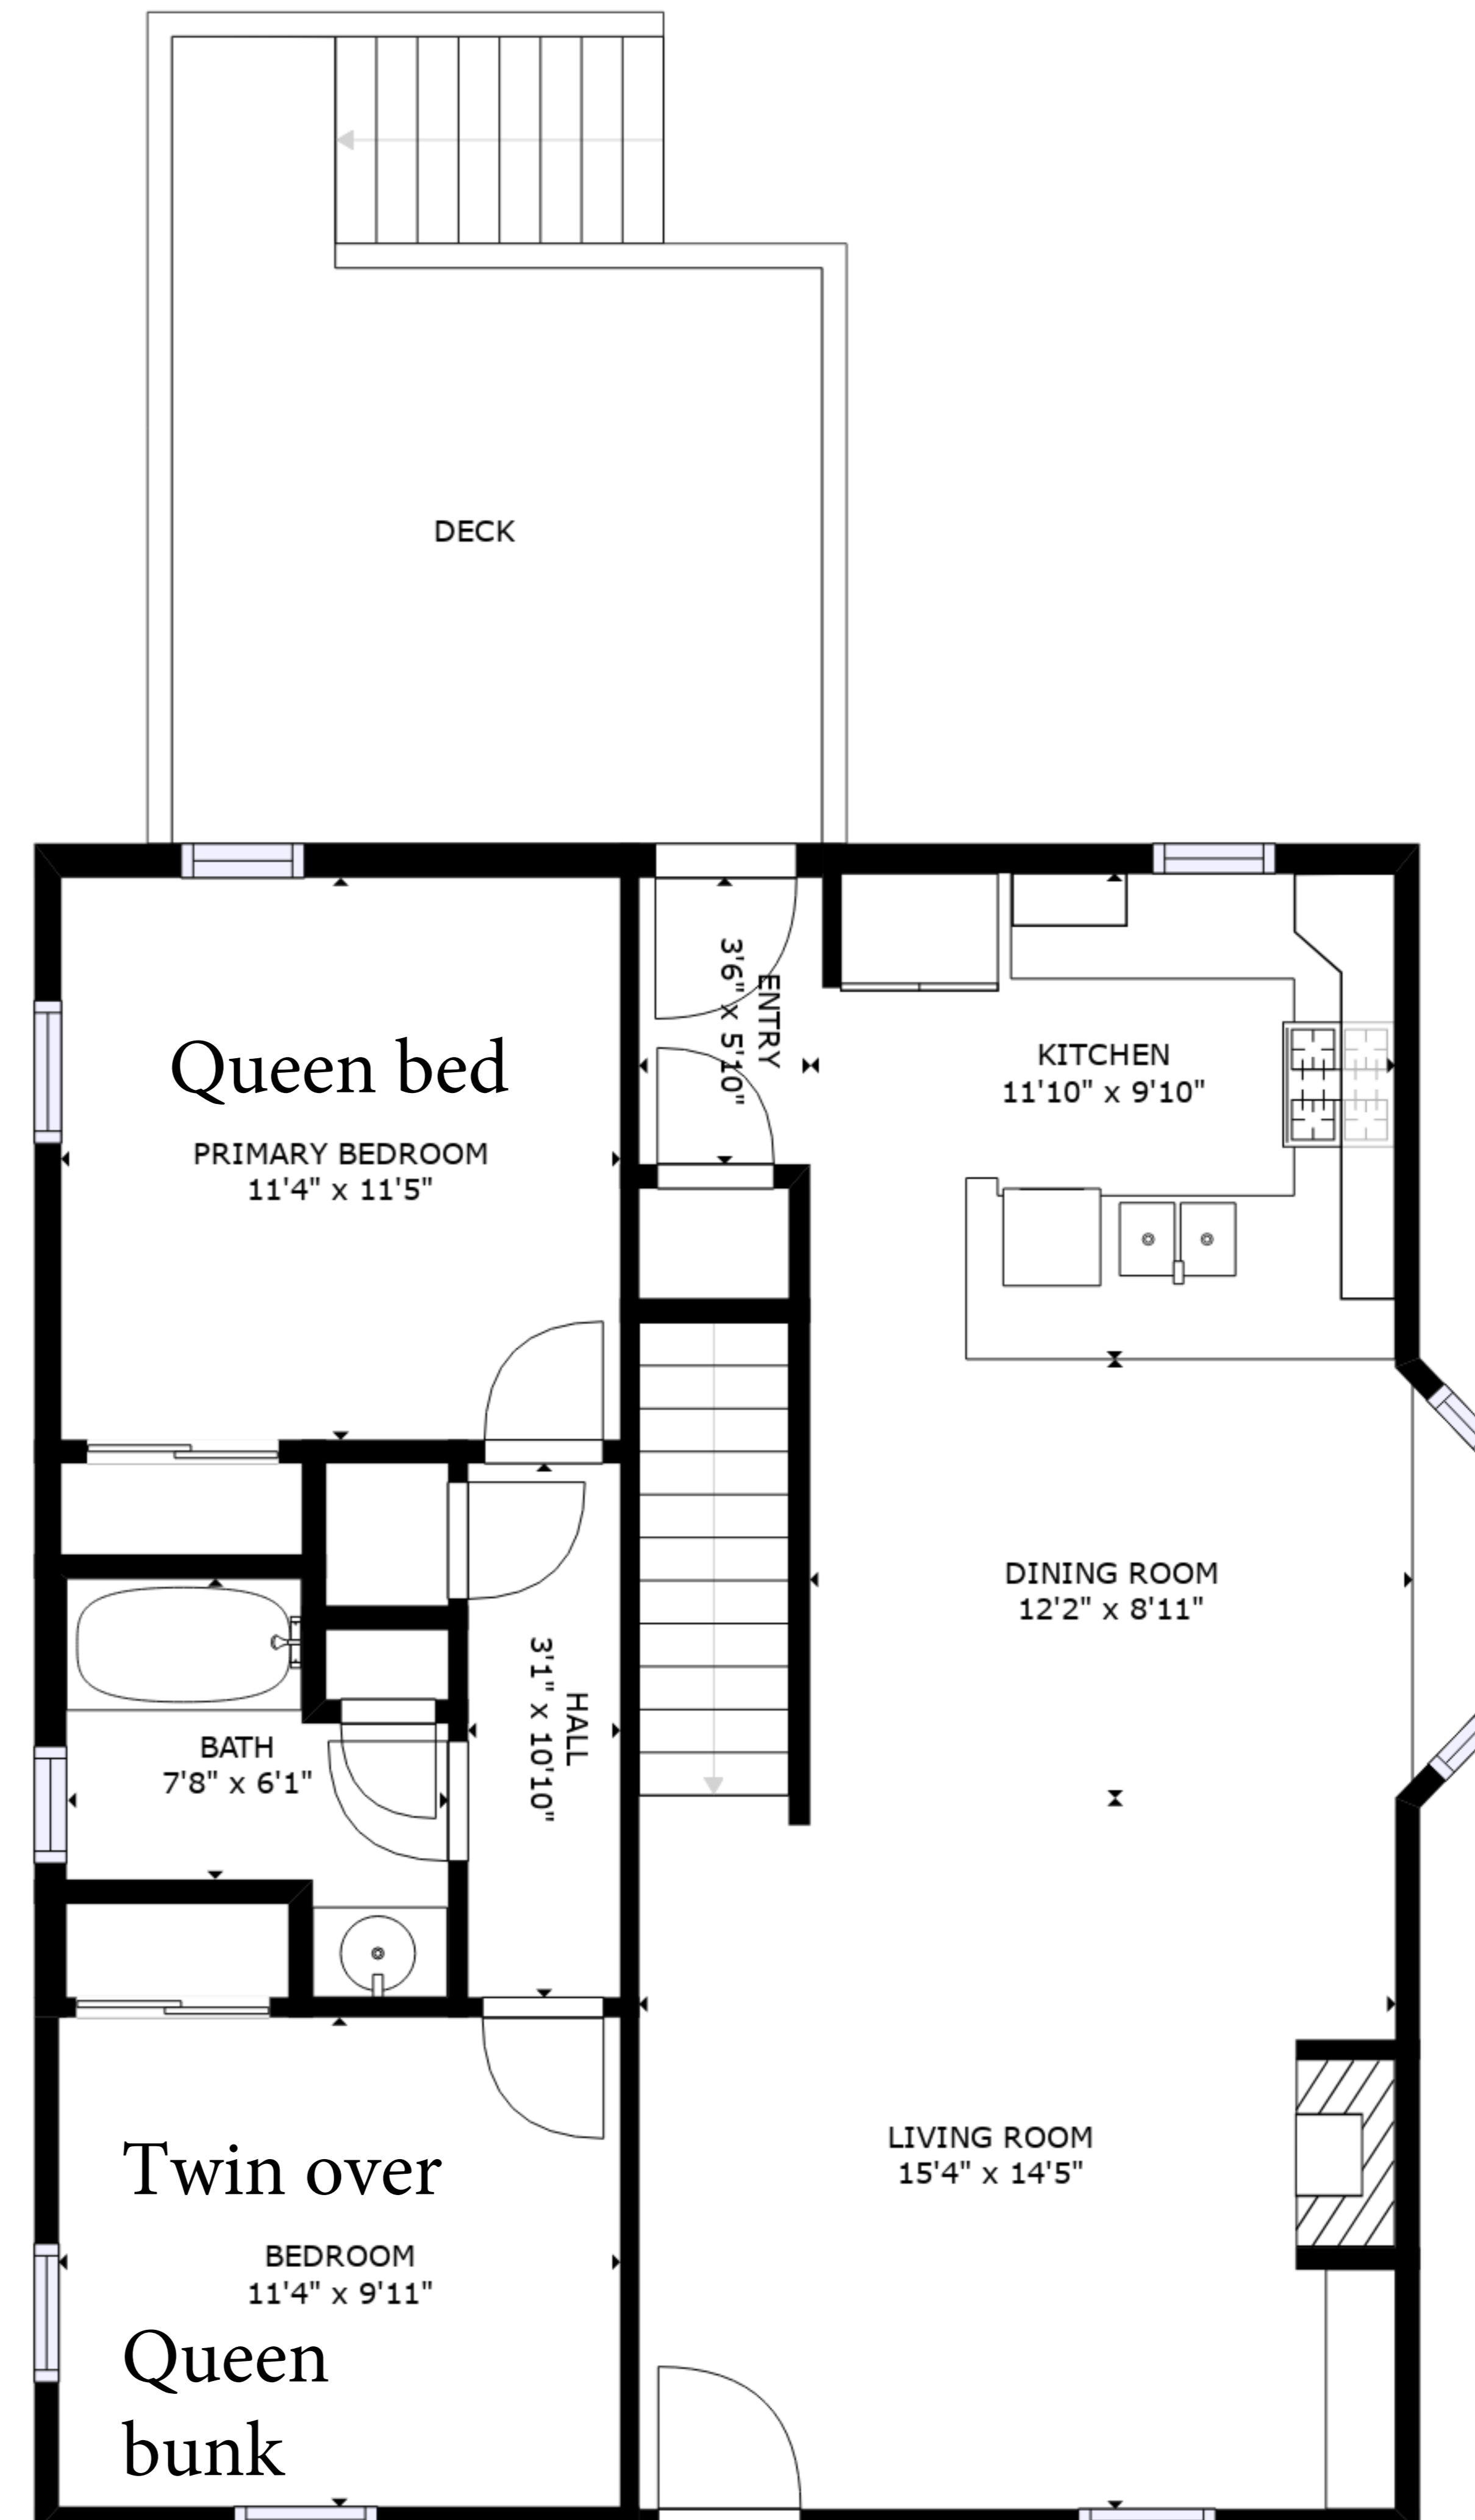 DECK
ENTRY
3'6" x 5'10"
KITCHEN
11'10" x 9'10"
Queen bed
PRIMARY BEDROOM
11'4" x 11'5"
DINING ROOM
12'2" x 8'11"
HALL
3'1" x 10'10"
BATH
7'8" x 6'1"
LIVING ROOM
15'4" x 14'5"
Twin over
BEDROOM
11'4" x 9'11"
Queen
bunk